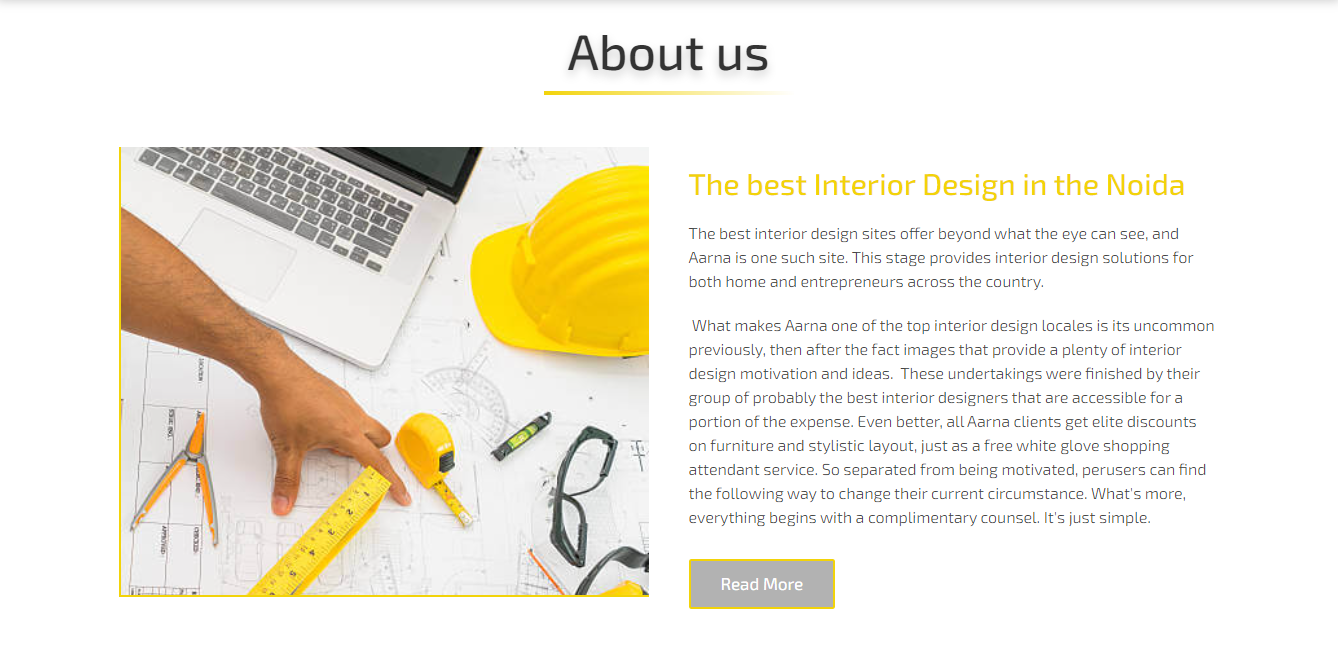 About us
The best Interior Design in the Noida
The best interior design sites offer beyond what the eye can see, and
Aarna is one such site. This stage provides interior design solutions for
both home and entrepreneurs across the country.
What makes Aarna one of the top interior design locales is its uncommon
previously, then after the fact images that provide a plenty of interior
design motivation and ideas.  These undertakings were finished by their
group of probably the best interior designers that are accessible for a
portion of the expense. Even better, all Aarna clients get elite discounts
on furniture and stylistic layout, just as a free white glove shopping
attendant service. So separated from being motivated, perusers can find
the following way to change their current circumstance. What's more,
everything begins with a complimentary counsel. It's just simple.
Read More